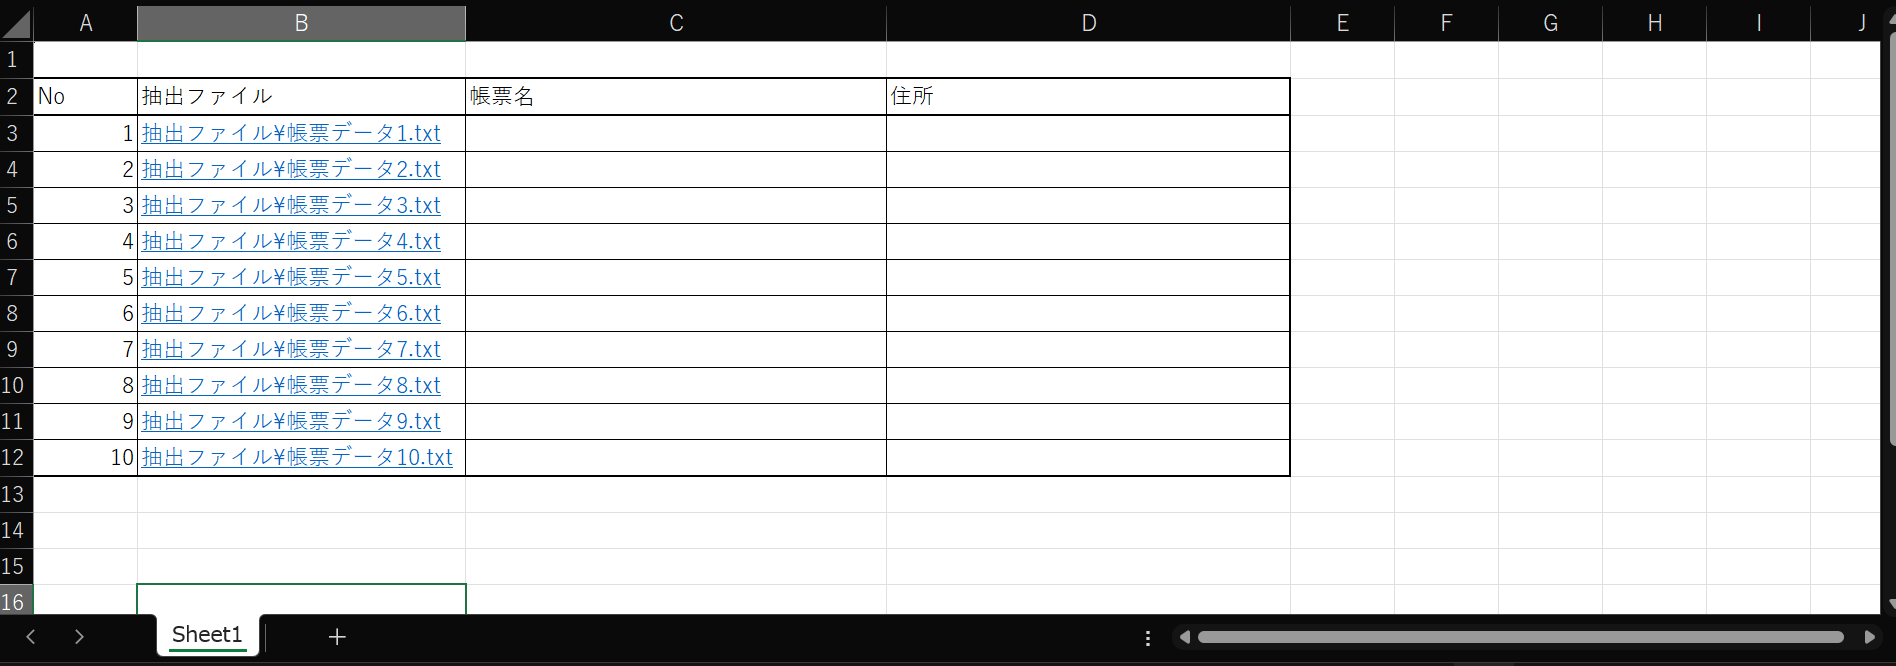 A B C D E F G H I J
1
2 No 抽出ファイル 帳票名 住所
3 1 抽出ファイル¥帳票データ1.txt
4 2 抽出ファイル¥帳票データ2.txt
5 3 抽出ファイル¥帳票データ3.txt
6 4 抽出ファイル¥帳票データ4.txt
7 5 抽出ファイル¥帳票データ5.txt
8 6 抽出ファイル¥帳票データ6.txt
9 7 抽出ファイル¥帳票データ7.txt
10 8 抽出ファイル¥帳票データ8.txt
11 9 抽出ファイル¥帳票データ9.txt
12 10 抽出ファイル¥帳票データ10.txt
13
14
15
16
Sheet1